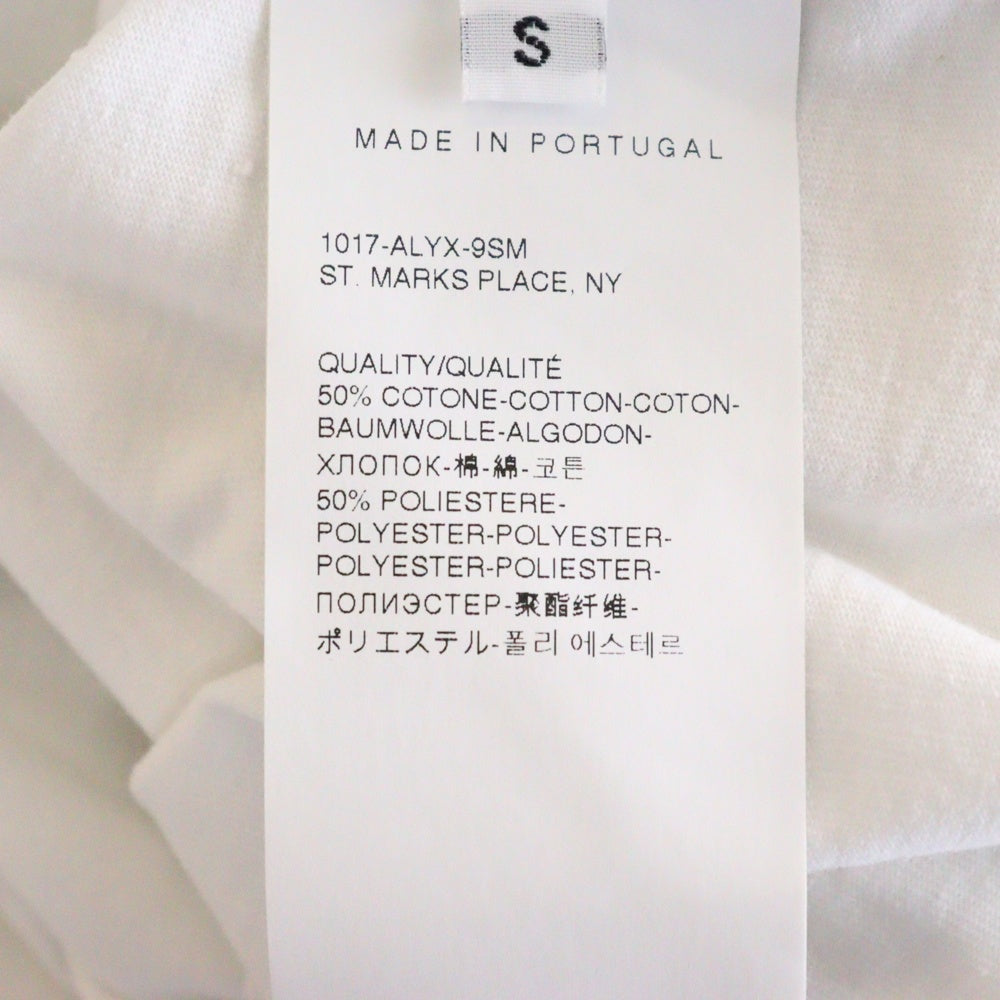 S
MADE IN PORTUGAL
1017-ALYX-9SM
ST. MARKS PLACE, NY
QUALITY/QUALITÉ
50% COTONE-COTTON-COTON-
BAUMWOLLE-ALGODON-
ХЛОПОК-棉-綿-코튼
50% POLIESTERE-
POLYESTER-POLYESTER-
POLYESTER-POLIESTER-
ПОЛИЭСТЕР-聚酯纤维-
ポリエステル-폴리 에스테르